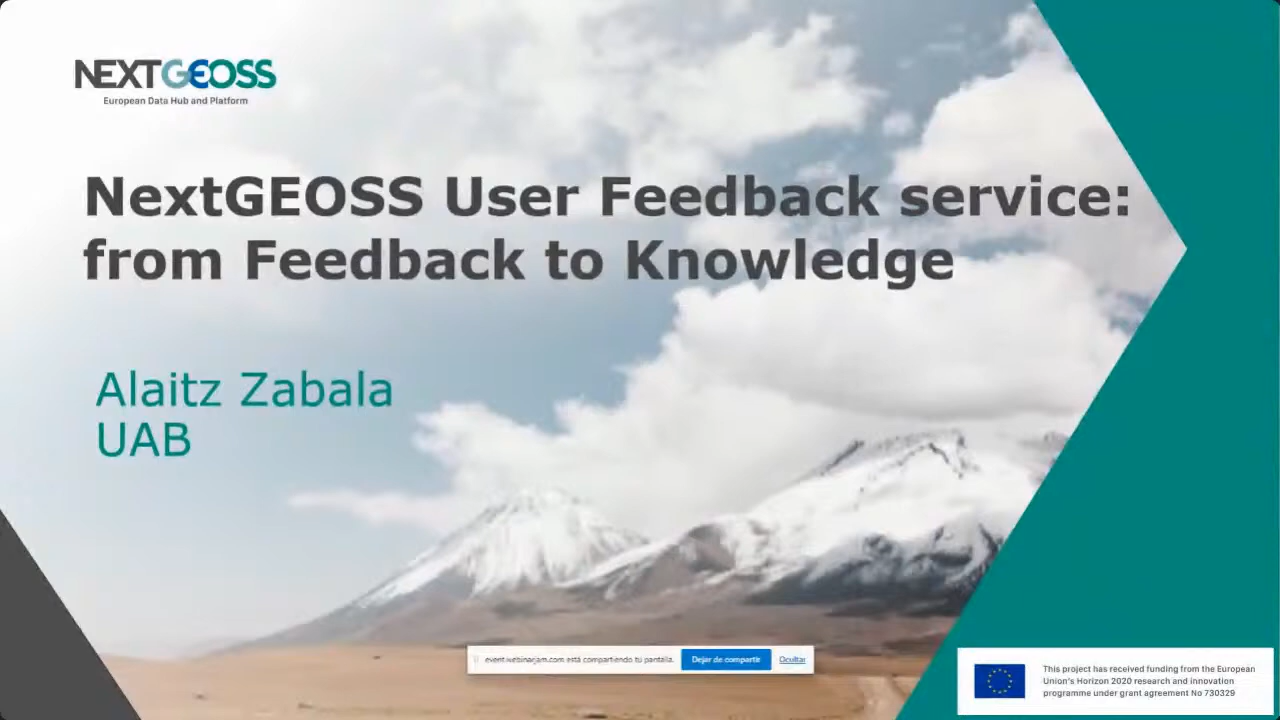 NEXTGEOSS
European Data Hub and Platform
NextGEOSS User Feedback service:
from Feedback to Knowledge
Alaitz Zabala
UAB
event.webinarjam.com está compartiendo tu pantalla.
Dejar de compartir
Ocultar
This project has received funding from the European
Union's Horizon 2020 research and innovation
programme under grant agreement No 730329